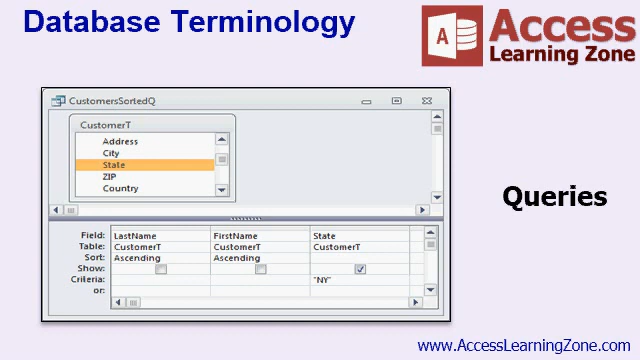 Database Terminology
A
Access
Learning Zone
CustomersSortedQ
CustomerT
Address
City
State
ZIP
Country
Queries
Field: LastName FirstName State
Table: CustomerT CustomerT CustomerT
Sort: Ascending Ascending
Show:
Criteria: "NY"
or:
www.AccessLearningZone.com